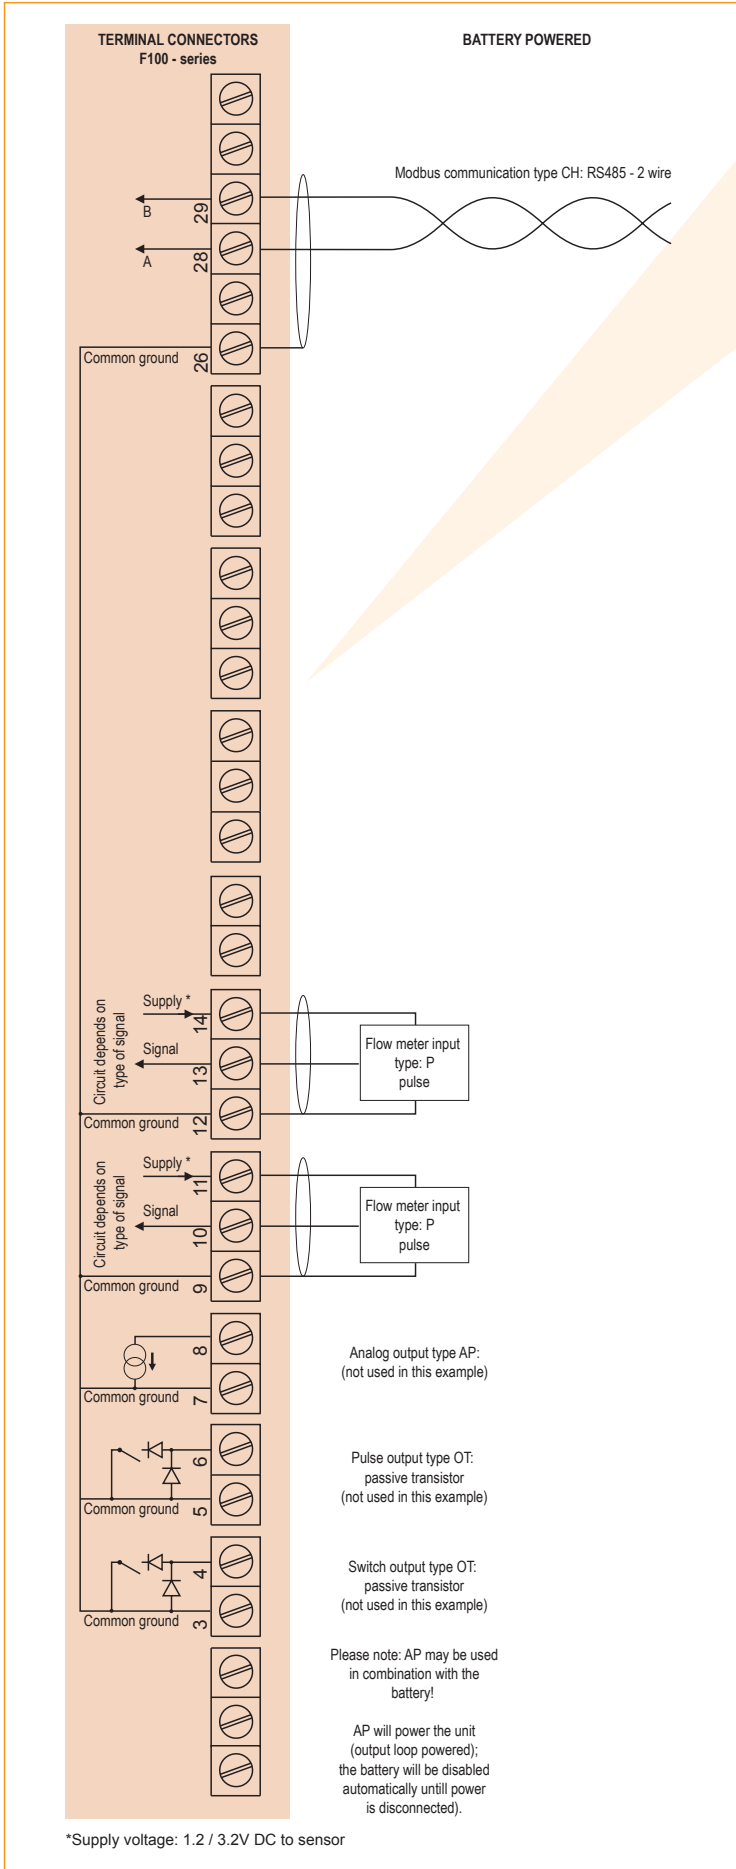 TERMINAL CONNECTORS
F100 - series
BATTERY POWERED
Modbus communication type CH: RS485 - 2 wire
B
29
A
28
Common ground
26
Circuit depends on
type of signal
Supply *
14
Signal
13
Common ground
12
Flow meter input
type: P
pulse
Circuit depends on
type of signal
Supply *
11
Signal
10
Common ground
9
Flow meter input
type: P
pulse
8
Common ground
7
Analog output type AP:
(not used in this example)
6
Common ground
5
Pulse output type OT:
passive transistor
(not used in this example)
4
Common ground
3
Switch output type OT:
passive transistor
(not used in this example)
Please note: AP may be used
in combination with the
battery!
AP will power the unit
(output loop powered);
the battery will be disabled
automatically untill power
is disconnected).
*Supply voltage: 1.2 / 3.2V DC to sensor